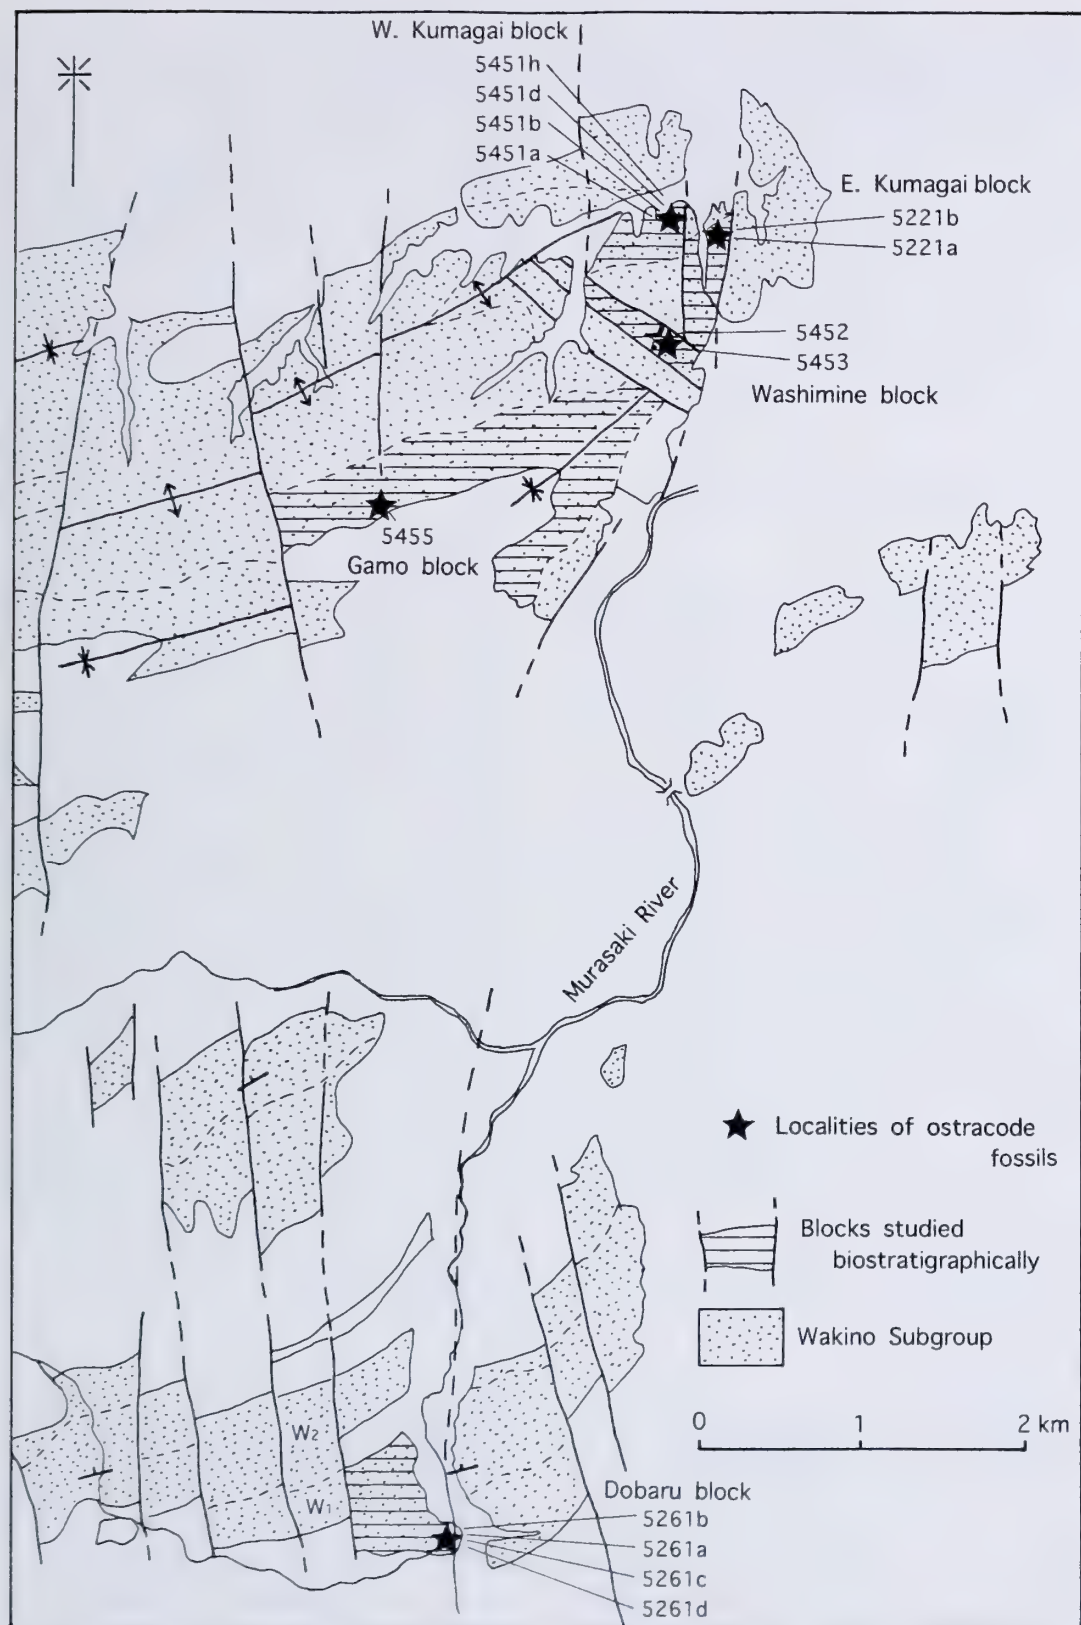 W. Kumagai block
5451h
5451d
5451b
5451a
E. Kumagai block
5221b
5221a
5452
5453
Washimine block
5455
Gamo block
Murasaki River
Localities of ostracode
fossils
Blocks studied
biostratigraphically
Wakino Subgroup
0 1 2 km
W2
W1
Dobaru block
5261b
5261a
5261c
5261d